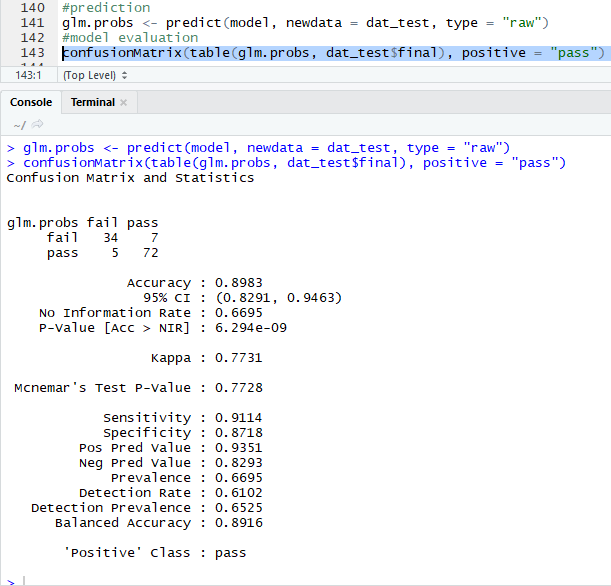 140 #prediction
141 glm.probs <- predict(model, newdata = dat_test, type = "raw")
142 #model evaluation
143 confusionMatrix(table(glm.probs, dat_test$final), positive = "pass")
143:1 (Top Level)
Console Terminal ×
~/
> glm.probs <- predict(model, newdata = dat_test, type = "raw")
> confusionMatrix(table(glm.probs, dat_test$final), positive = "pass")
Confusion Matrix and Statistics
glm.probs fail pass
fail 34 7
pass 5 72
Accuracy : 0.8983
95% CI : (0.8291, 0.9463)
No Information Rate : 0.6695
P-Value [Acc > NIR] : 6.294e-09
Kappa : 0.7731
Mcnemar's Test P-Value : 0.7728
Sensitivity : 0.9114
Specificity : 0.8718
Pos Pred Value : 0.9351
Neg Pred Value : 0.8293
Prevalence : 0.6695
Detection Rate : 0.6102
Detection Prevalence : 0.6525
Balanced Accuracy : 0.8916
'Positive' Class : pass
>